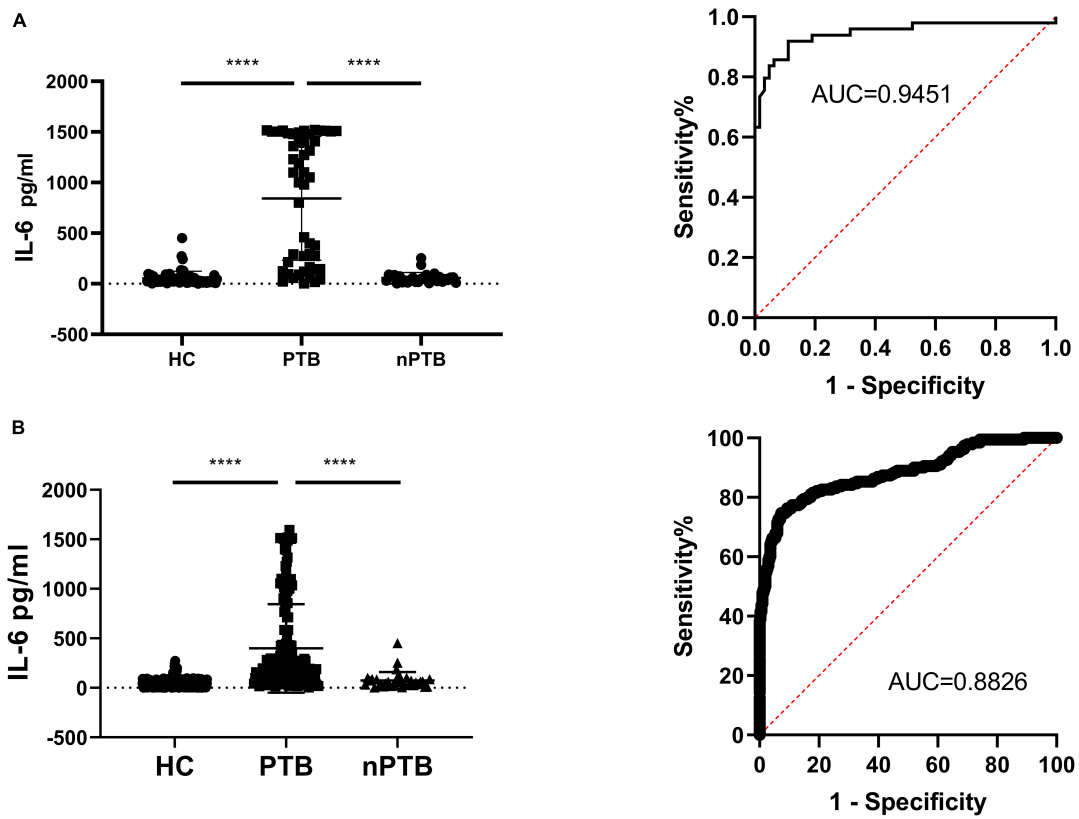 A
**** ****
2000
1500
1000
500
0
-500
IL-6 pg/ml
HC PTB nPTB
1.0
0.8
0.6
0.4
0.2
0.0
Sensitivity%
AUC=0.9451
0.0 0.2 0.4 0.6 0.8 1.0
1 - Specificity
B
**** ****
2000
1500
1000
500
0
-500
IL-6 pg/ml
HC PTB nPTB
100
80
60
40
20
0
Sensitivity%
AUC=0.8826
0 20 40 60 80 100
1 - Specificity